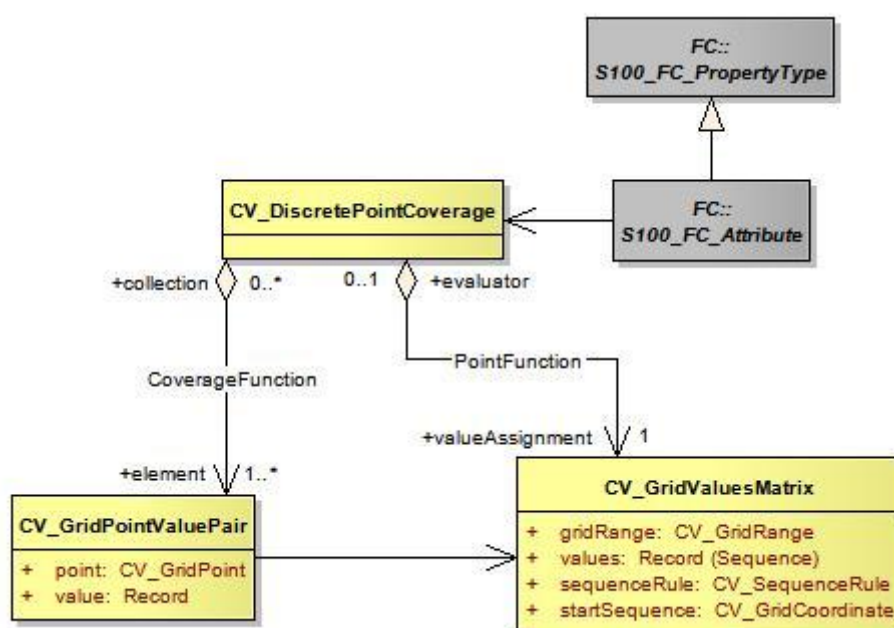 FC::
S100_FC_PropertyType
CV_DiscretePointCoverage
FC::
S100_FC_Attribute
+collection 0..*
0..1 +evaluator
PointFunction
CoverageFunction
+valueAssignment 1
+element 1..*
CV_GridValuesMatrix
+ gridRange: CV_GridRange
+ values: Record (Sequence)
+ sequenceRule: CV_SequenceRule
+ startSequence: CV_GridCoordinate
CV_GridPointValuePair
+ point: CV_GridPoint
+ value: Record